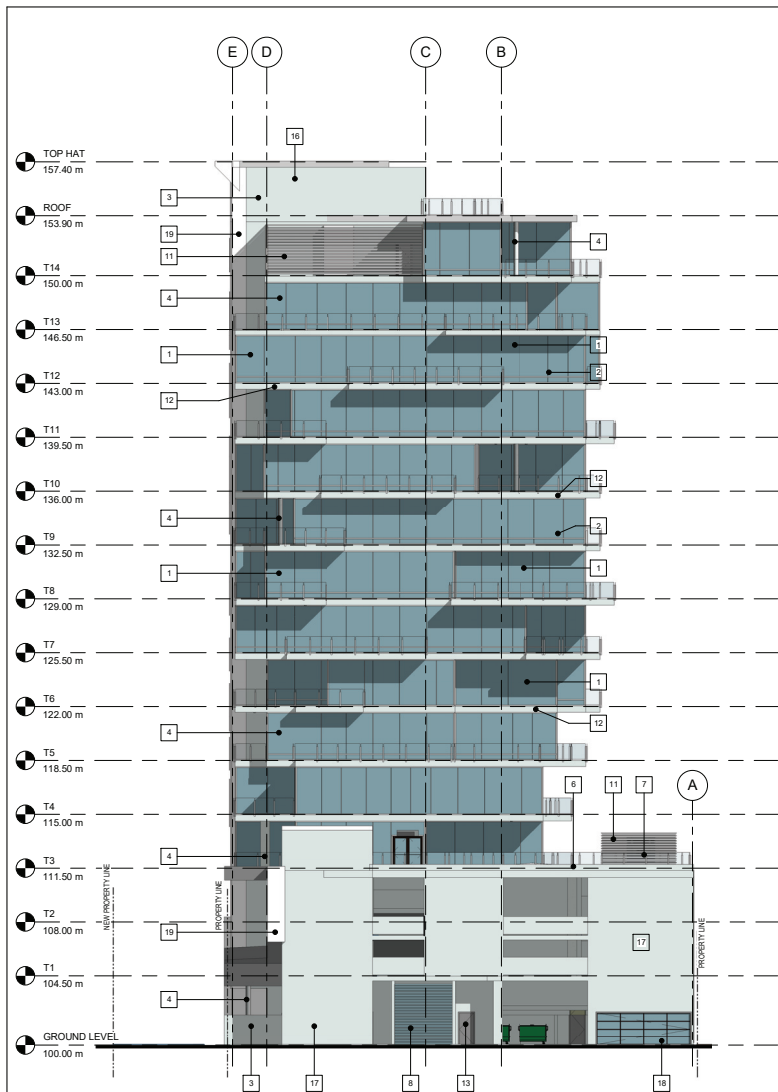 E D C B
16
TOP HAT
157.40 m
3
ROOF
153.90 m
19
4
11
T14
150.00 m
4
T13
146.50 m
1
1
2
T12
143.00 m
12
T11
139.50 m
12
T10
136.00 m
4
2
T9
132.50 m
1
1
T8
129.00 m
T7
125.50 m
1
T6
122.00 m
12
4
T5
118.50 m
6 11 7 A
T4
115.00 m
4
T3
111.50 m
NEW PROPERTY LINE
PROPERTY LINE
PROPERTY LINE
T2
108.00 m
19
17
T1
104.50 m
4
GROUND LEVEL
100.00 m
3 17 8 13 18